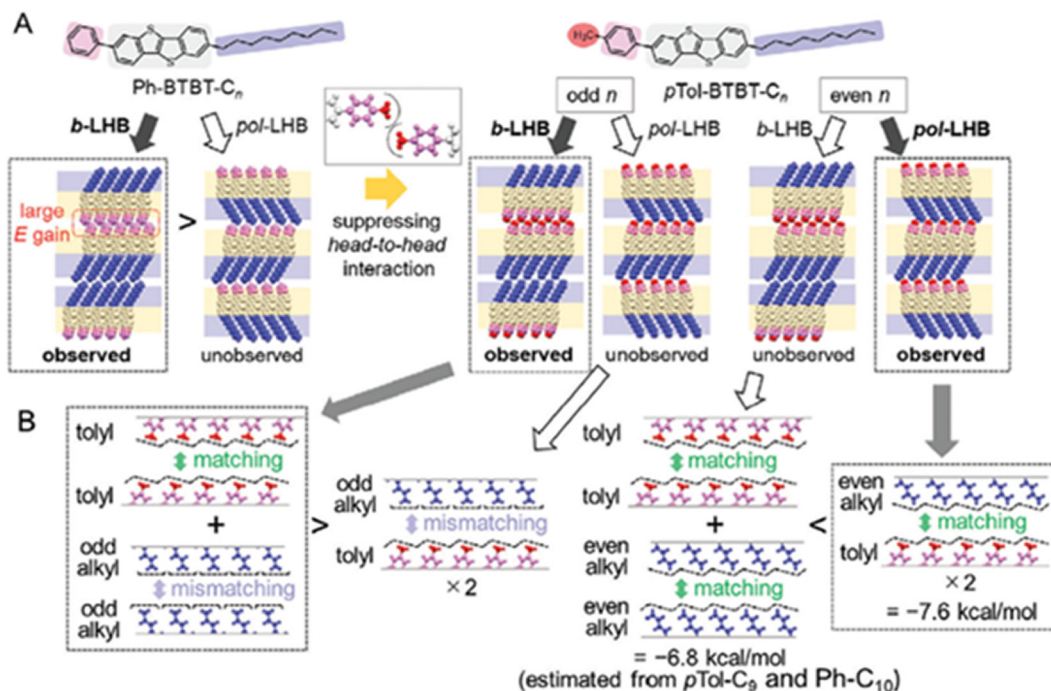 A
H₃C
Ph-BTBT-Cn
pTol-BTBT-Cn
odd n
even n
b-LHB
pol-LHB
b-LHB
pol-LHB
b-LHB
pol-LHB
large
E gain
>
suppressing
head-to-head
interaction
observed
unobserved
observed
unobserved
unobserved
observed
B
tolyl
matching
tolyl
+
odd
alkyl
mismatching
odd
alkyl
>
odd
alkyl
mismatching
tolyl
×2
tolyl
matching
tolyl
+
even
alkyl
matching
even
alkyl
= −6.8 kcal/mol
(estimated from pTol-C₉ and Ph-C₁₀)
<
even
alkyl
matching
tolyl
×2
= −7.6 kcal/mol